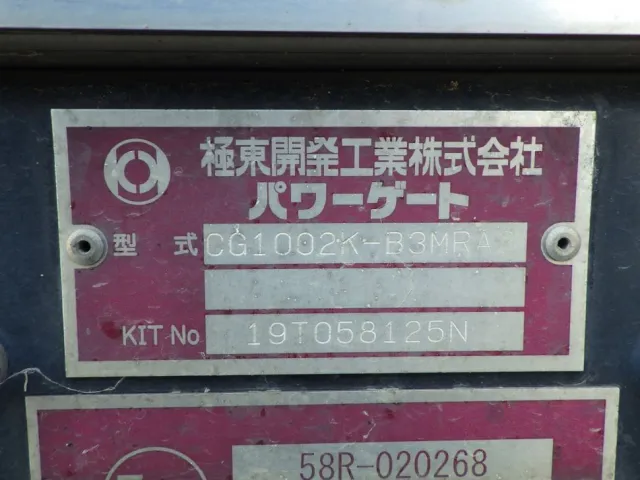 極東開発工業株式会社
パワーゲート
型 式 CG1002K-B3MRA
KIT No 19T058125N
58R-020268